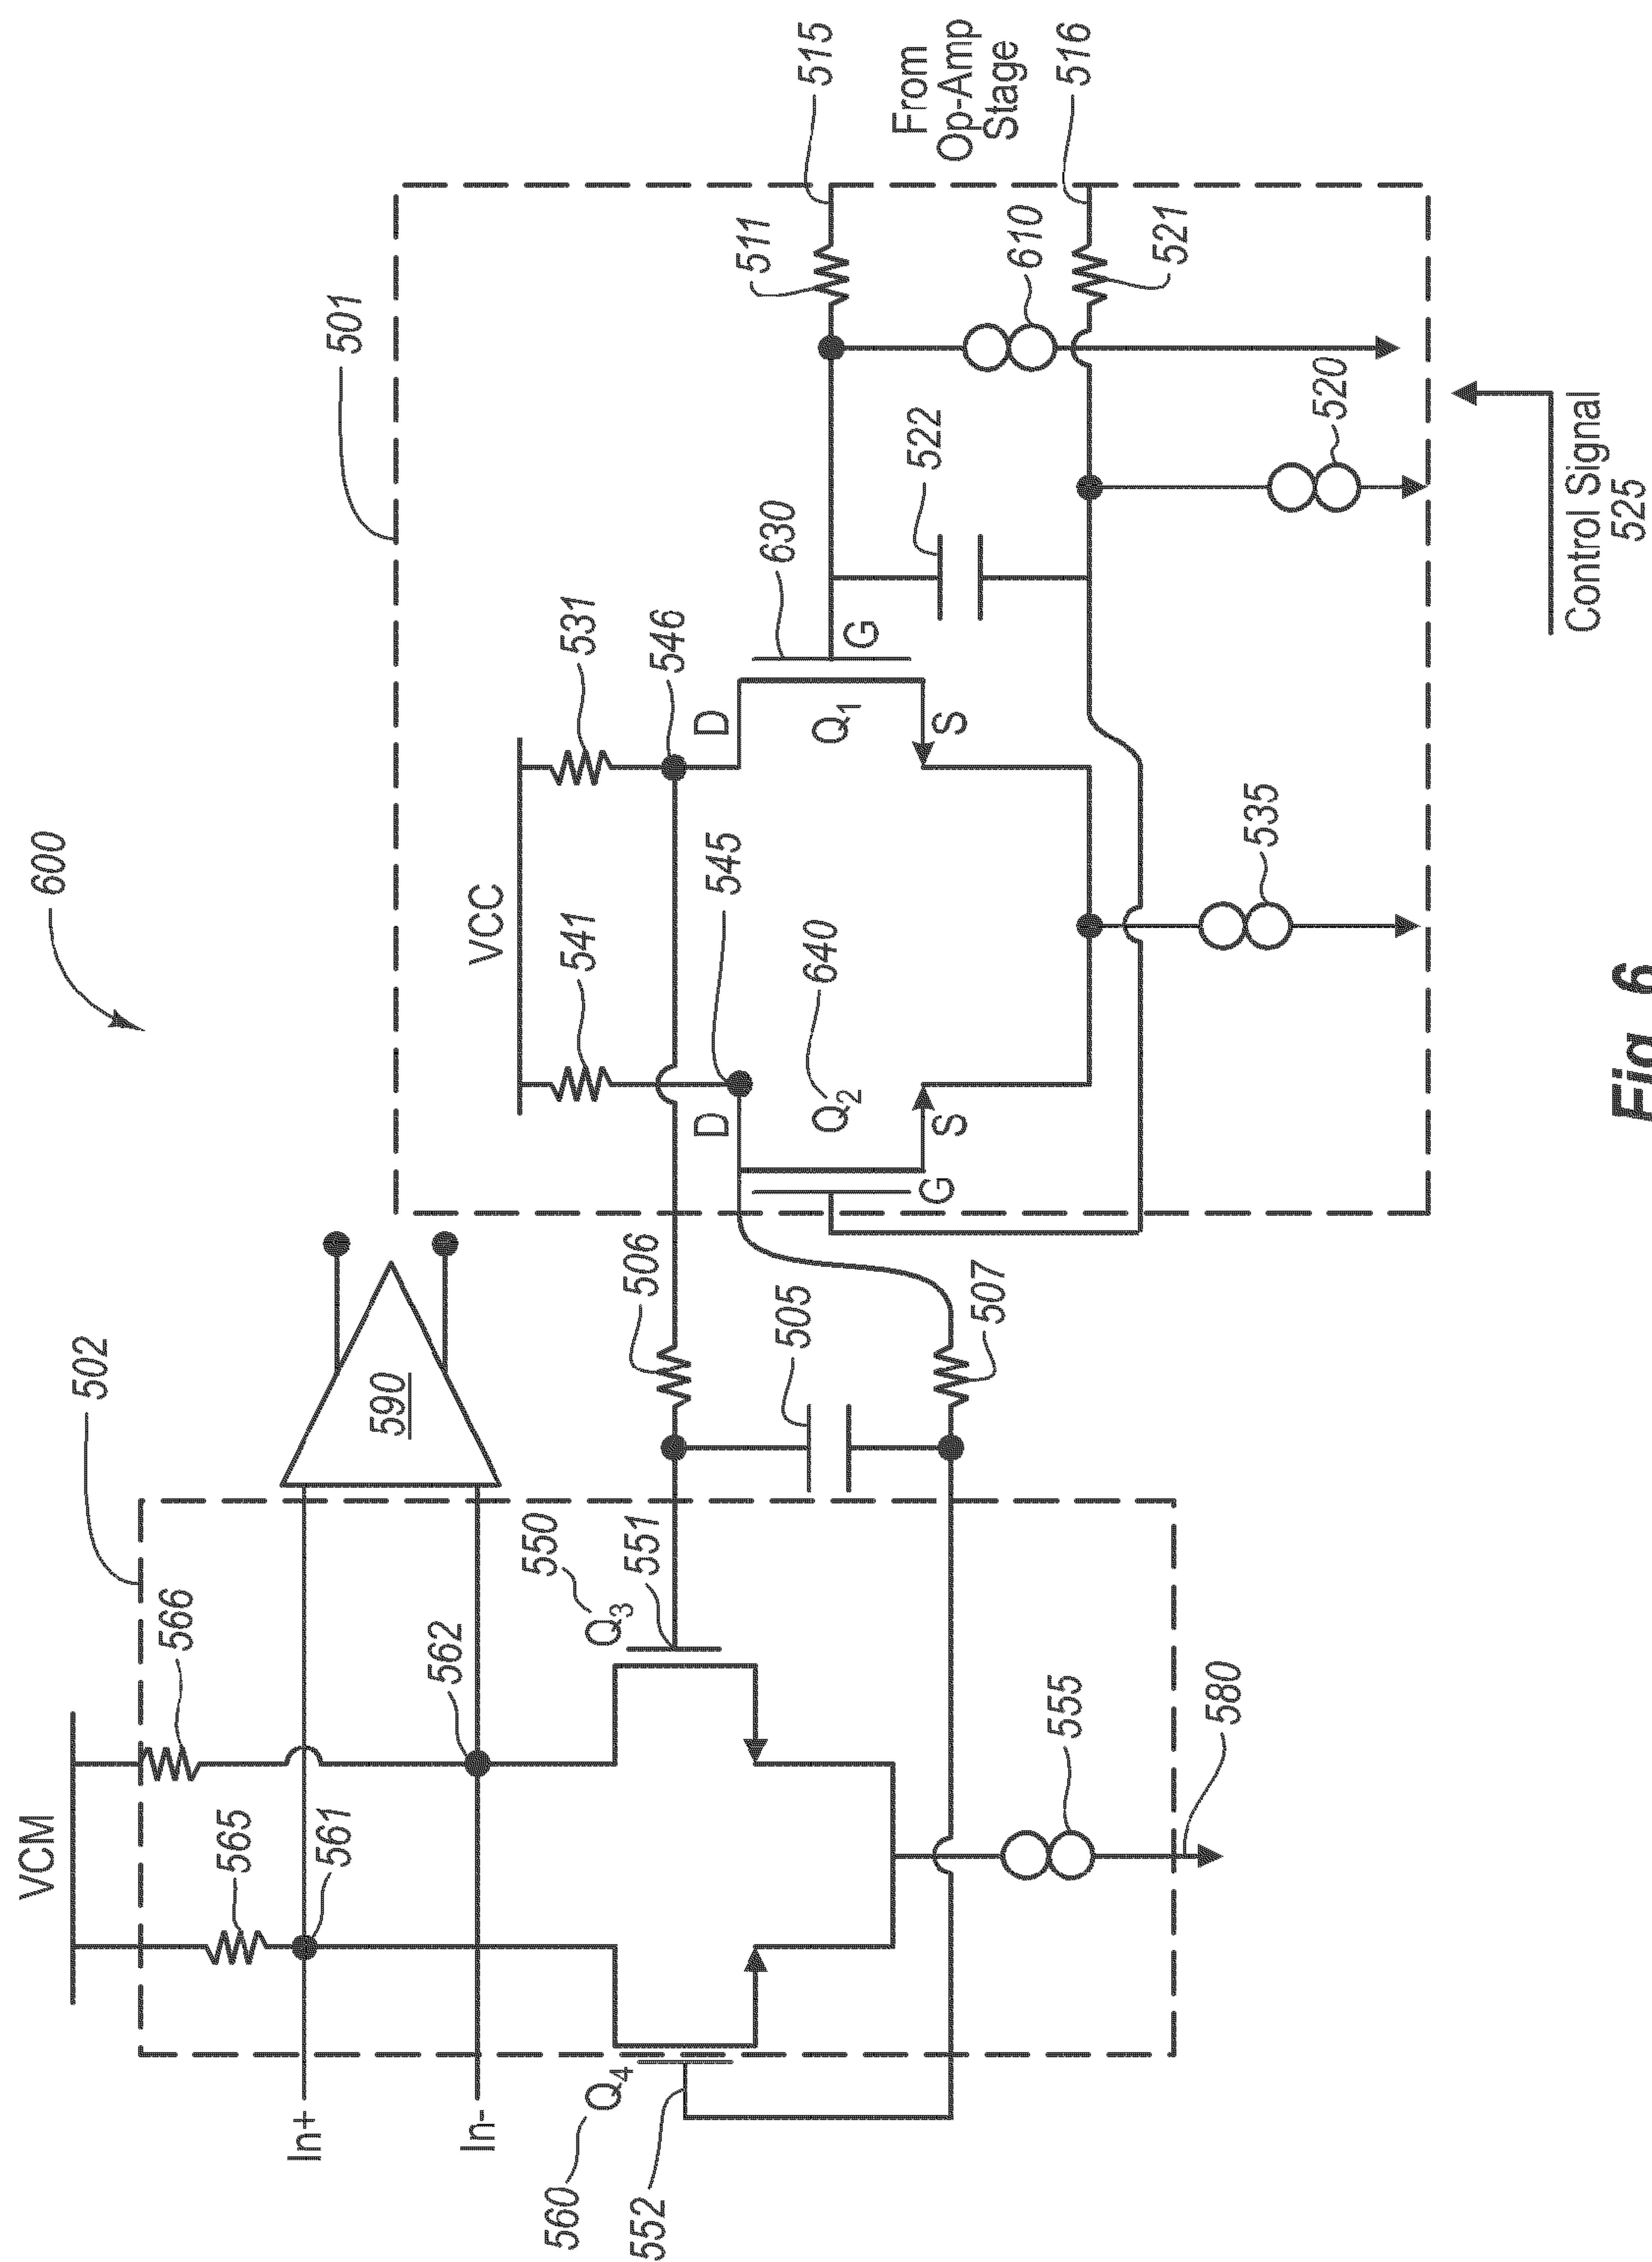 600
502
VCM
566
565
561
562
In+
In-
590
550
Q3
551
560
Q4
552
555
580
506
505
507
501
VCC
541
531
546
545
D
D
640
Q2
S
G
Q1
S
G
630
522
535
511
515
From
Op-Amp
Stage
610
516
521
520
Control Signal
525
Fig. 6